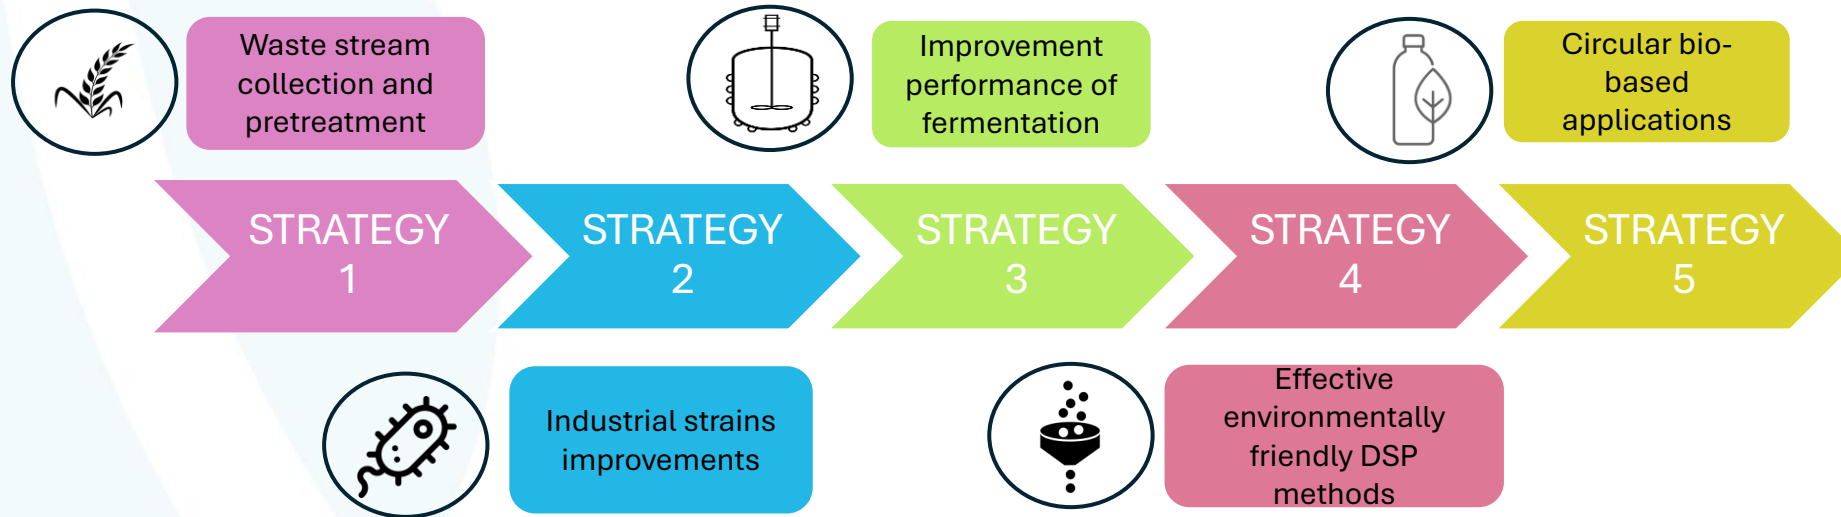 Waste stream
collection and
pretreatment
Improvement
performance of
fermentation
Circular bio-
based
applications
STRATEGY
1
STRATEGY
2
STRATEGY
3
STRATEGY
4
STRATEGY
5
Industrial strains
improvements
Effective
environmentally
friendly DSP
methods